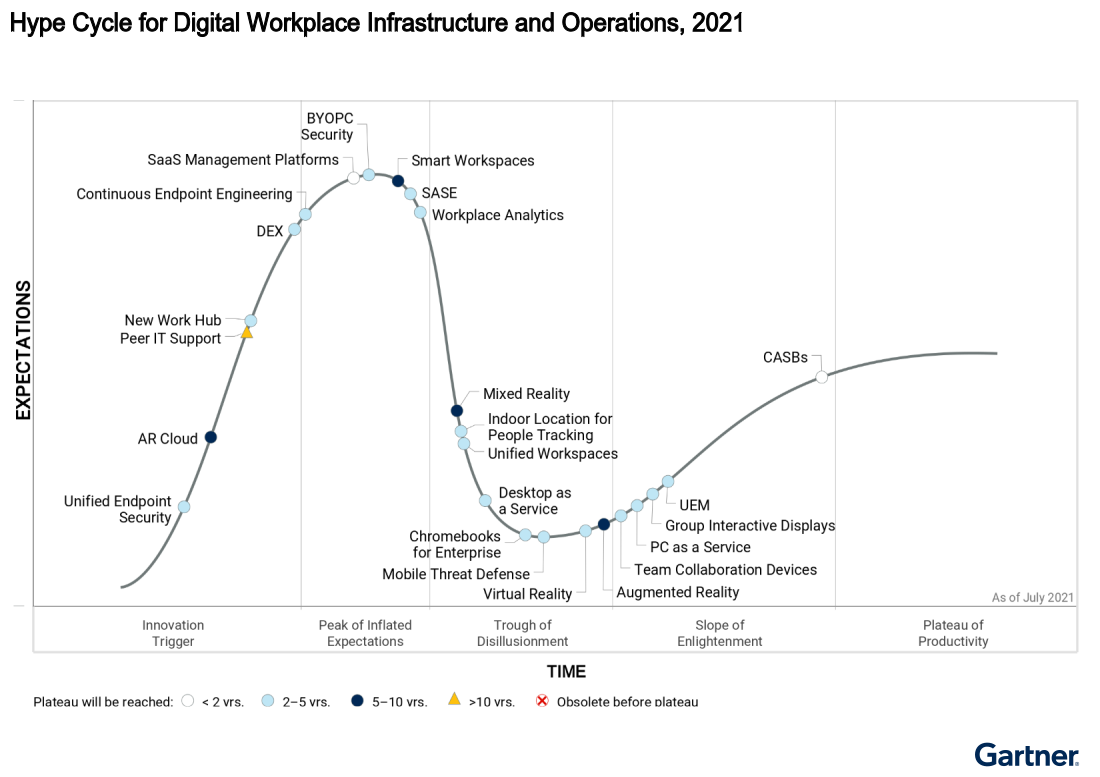 Hype Cycle for Digital Workplace Infrastructure and Operations, 2021
BYOPC
Security
SaaS Management Platforms
Smart Workspaces
Continuous Endpoint Engineering
SASE
Workplace Analytics
DEX
New Work Hub
Peer IT Support
CASBs
Mixed Reality
Indoor Location for
People Tracking
Unified Workspaces
AR Cloud
Unified Endpoint
Security
Desktop as
a Service
UEM
Group Interactive Displays
Chromebooks
for Enterprise
PC as a Service
Mobile Threat Defense
Team Collaboration Devices
Virtual Reality
Augmented Reality
EXPECTATIONS
As of July 2021
Innovation
Trigger
Peak of Inflated
Expectations
Trough of
Disillusionment
Slope of
Enlightenment
Plateau of
Productivity
TIME
Plateau will be reached: < 2 yrs. 2–5 yrs. 5–10 yrs. >10 yrs. Obsolete before plateau
Gartner